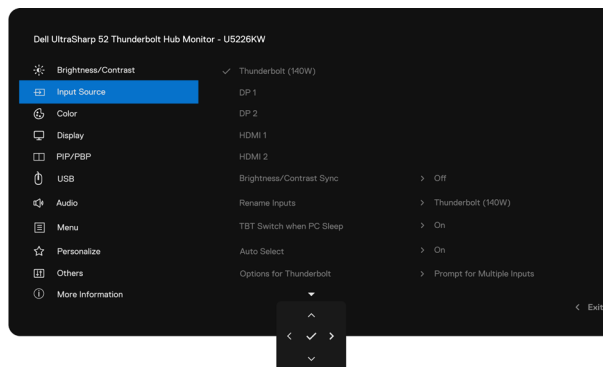 Dell UltraSharp 52 Thunderbolt Hub Monitor - U5226KW
Brightness/Contrast
Input Source
Color
Display
PIP/PBP
USB
Audio
Menu
Personalize
Others
More Information
Thunderbolt (140W)
DP 1
DP 2
HDMI 1
HDMI 2
Brightness/Contrast Sync > Off
Rename Inputs > Thunderbolt (140W)
TBT Switch when PC Sleep > On
Auto Select > On
Options for Thunderbolt > Prompt for Multiple Inputs
< Exit